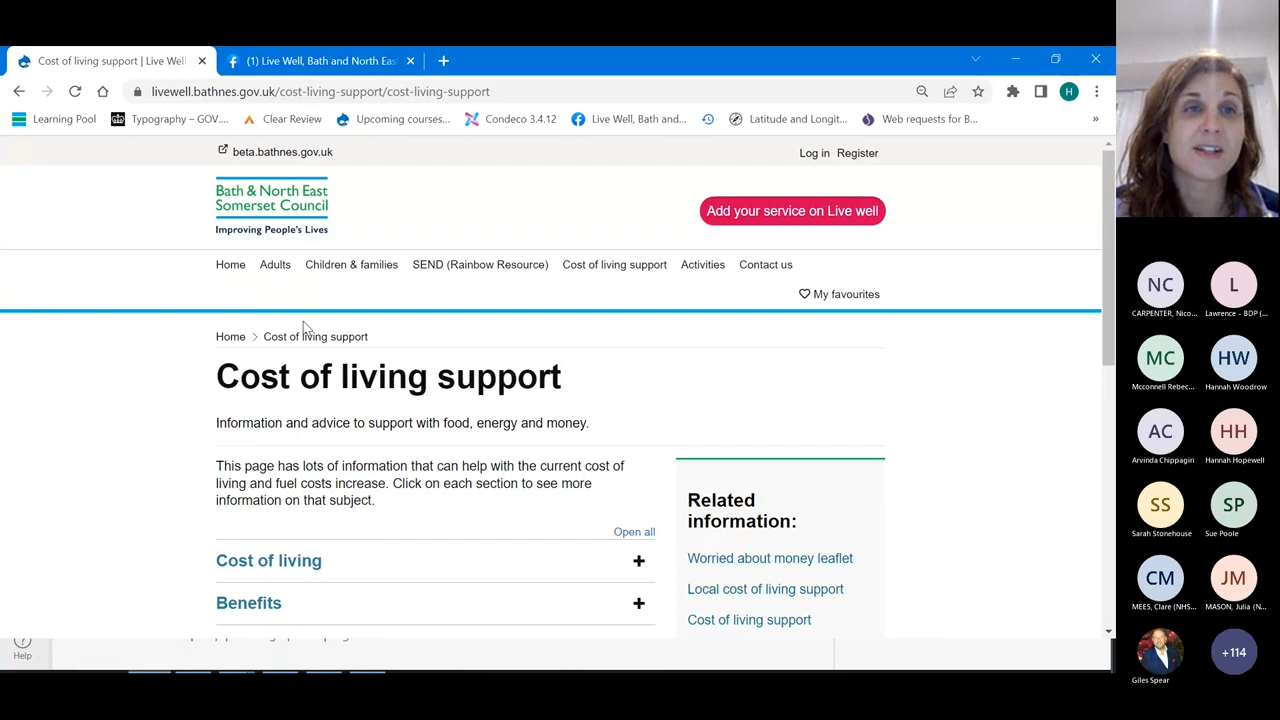 Cost of living support | Live Well
(1) Live Well, Bath and North Eas
livewell.bathnes.gov.uk/cost-living-support/cost-living-support
H
Learning Pool
Typography – GOV....
Clear Review
Upcoming courses...
Condeco 3.4.12
Live Well, Bath and...
Latitude and Longit...
Web requests for B...
»
beta.bathnes.gov.uk
Log in Register
Bath & North East
Somerset Council
Improving People's Lives
Add your service on Live well
Home Adults Children & families SEND (Rainbow Resource) Cost of living support Activities Contact us
My favourites
Home > Cost of living support
Cost of living support
Information and advice to support with food, energy and money.
This page has lots of information that can help with the current cost of
living and fuel costs increase. Click on each section to see more
information on that subject.
Open all
Cost of living +
Benefits +
Related
information:
Worried about money leaflet
Local cost of living support
Cost of living support
Help
NC
CARPENTER, Nico...
L
Lawrence - BDP (...
MC
Mcconnell Rebec...
HW
Hannah Woodrow
AC
Arvinda Chippagiri
HH
Hannah Hopewell
SS
Sarah Stonehouse
SP
Sue Poole
CM
MEES, Clare (NHS...
JM
MASON, Julia (N...
Giles Spear
+114